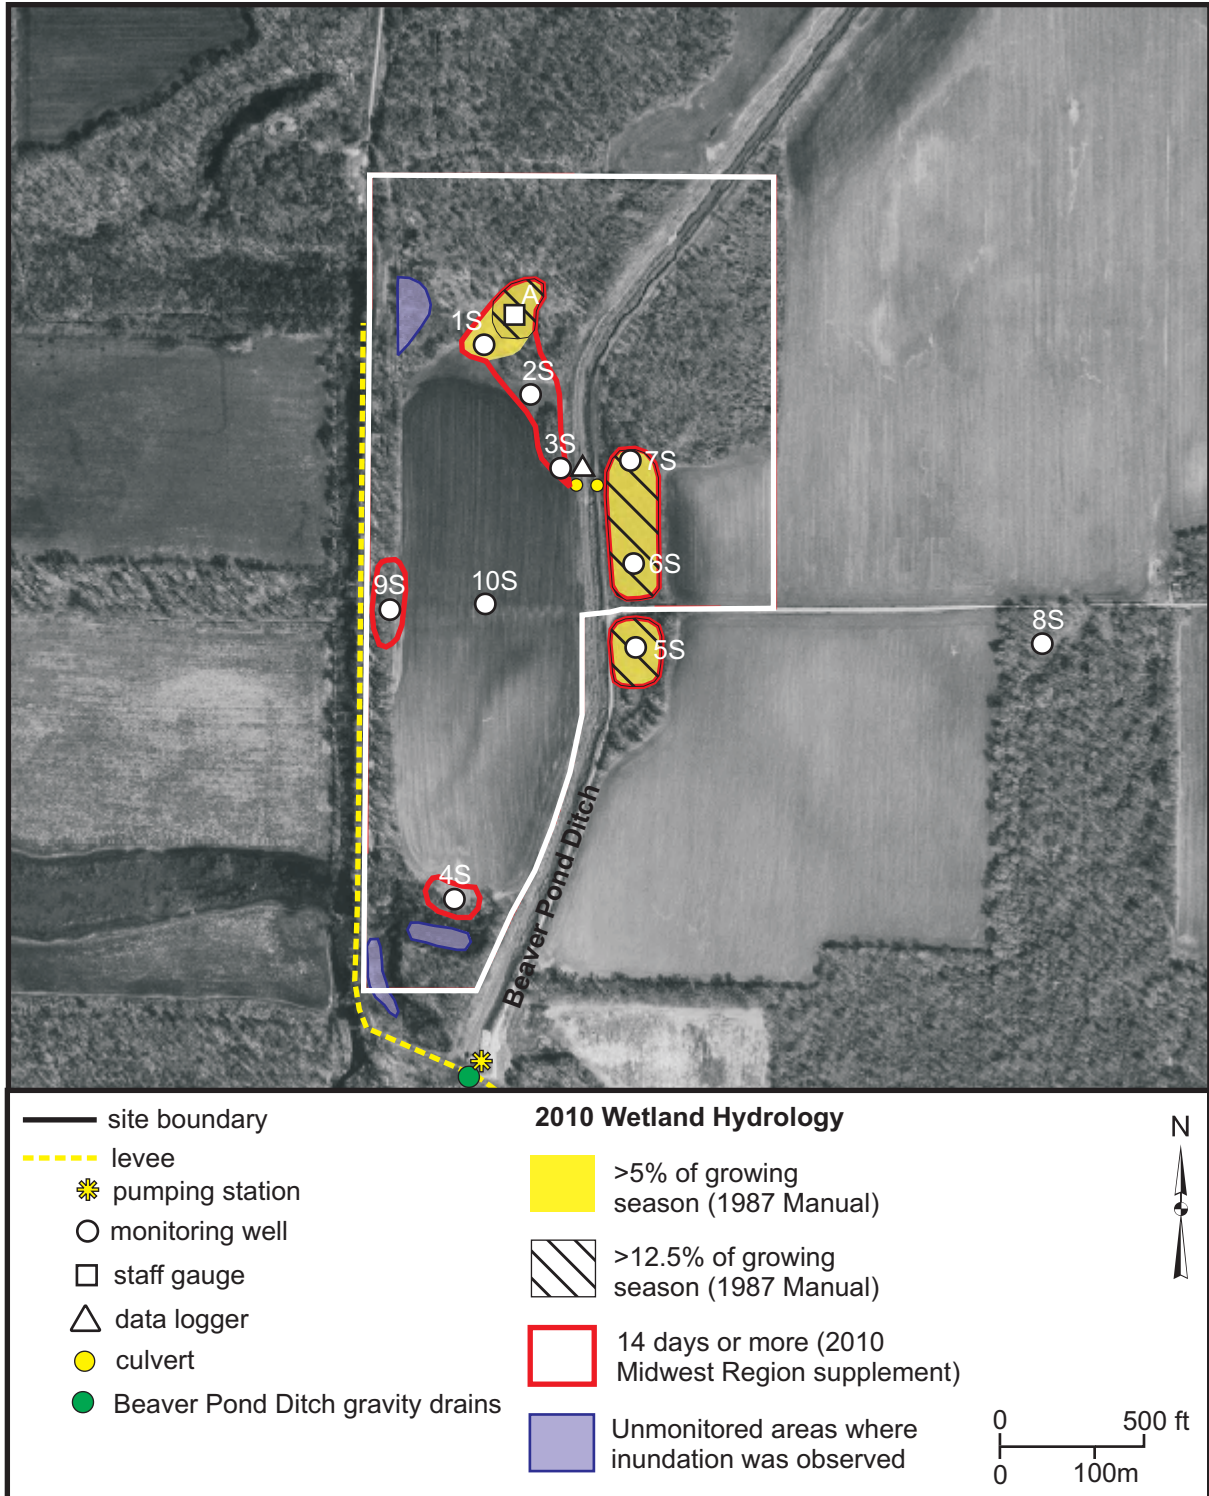 A
1S
2S
3S
7S
6S
9S
10S
8S
5S
4S
Beaver Pond Ditch
site boundary
levee
pumping station
monitoring well
staff gauge
data logger
culvert
Beaver Pond Ditch gravity drains
2010 Wetland Hydrology
>5% of growing
season (1987 Manual)
>12.5% of growing
season (1987 Manual)
14 days or more (2010
Midwest Region supplement)
Unmonitored areas where
inundation was observed
N
0 500 ft
0 100m